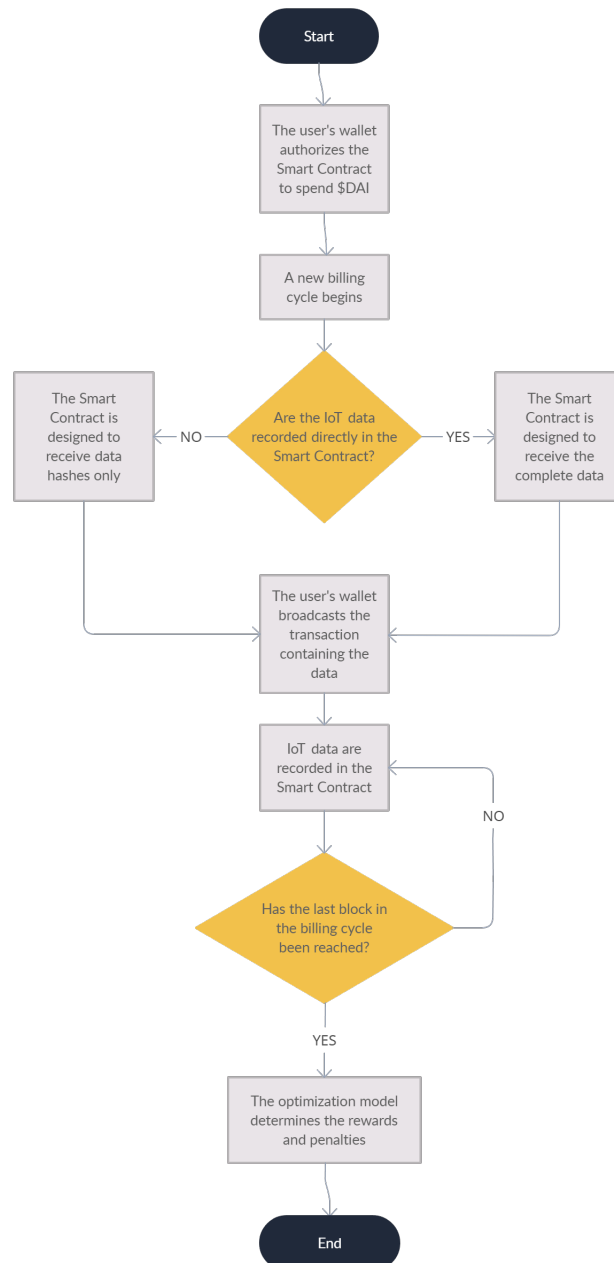 Start
The user's wallet
authorizes the
Smart Contract
to spend $DAI
A new billing
cycle begins
Are the IoT data
recorded directly in the
Smart Contract?
NO
YES
The Smart
Contract is
designed to
receive data
hashes only
The Smart
Contract is
designed to
receive the
complete data
The user's wallet
broadcasts the
transaction
containing the
data
IoT data are
recorded in the
Smart Contract
NO
Has the last block in
the billing cycle
been reached?
YES
The optimization model
determines the rewards
and penalties
End